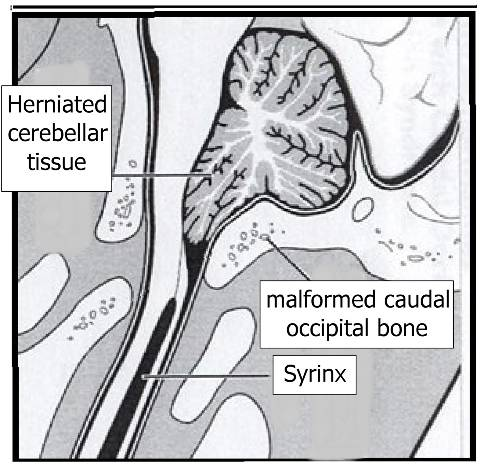 Herniated
cerebellar
tissue
malformed caudal
occipital bone
Syrinx